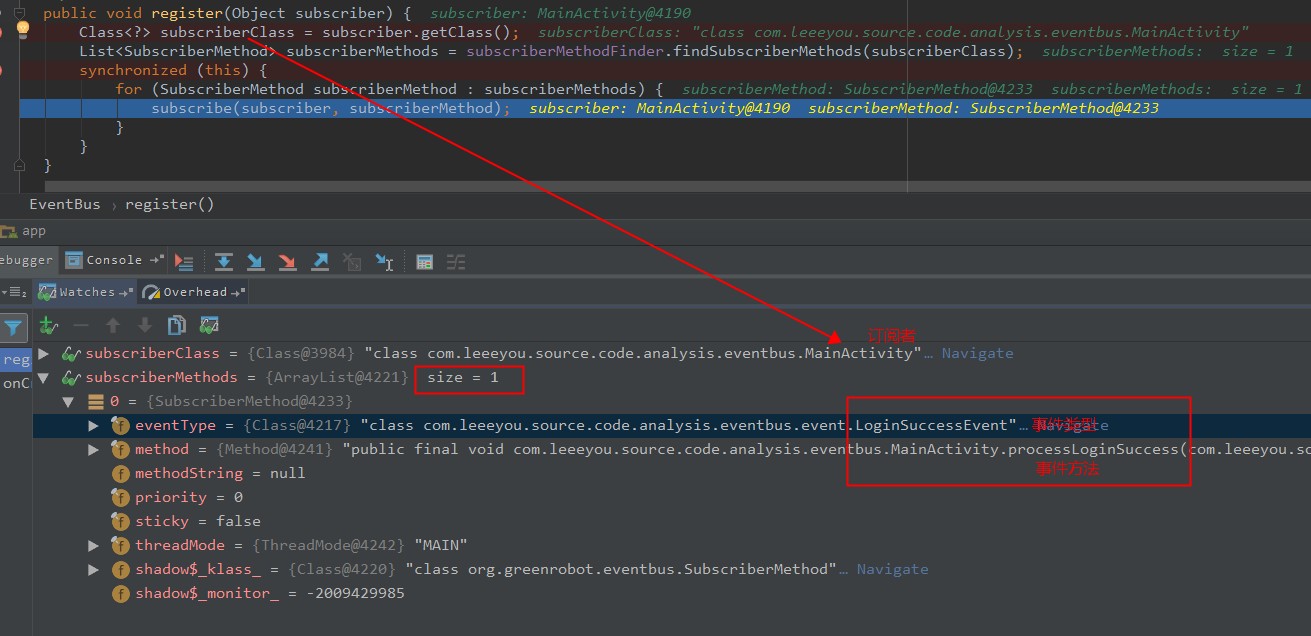 public void register(Object subscriber) {  subscriber: MainActivity@4190
Class<?> subscriberClass = subscriber.getClass();  subscriberClass: "class com.leeeyou.source.code.analysis.eventbus.MainActivity"
List<SubscriberMethod> subscriberMethods = subscriberMethodFinder.findSubscriberMethods(subscriberClass);  subscriberMethods:  size = 1
synchronized (this) {
for (SubscriberMethod subscriberMethod : subscriberMethods) {  subscriberMethod: SubscriberMethod@4233  subscriberMethods:  size = 1
subscribe(subscriber, subscriberMethod);  subscriber: MainActivity@4190  subscriberMethod: SubscriberMethod@4233
}
}
}
EventBus › register()
app
ebugger Console
Watches Overhead
订阅者
subscriberClass = {Class@3984} "class com.leeeyou.source.code.analysis.eventbus.MainActivity"… Navigate
reg
subscriberMethods = {ArrayList@4221} size = 1
onCr
0 = {SubscriberMethod@4233}
eventType = {Class@4217} "class com.leeeyou.source.code.analysis.eventbus.event.LoginSuccessEvent"… Navigate
事件类型
method = {Method@4241} "public final void com.leeeyou.source.code.analysis.eventbus.MainActivity.processLoginSuccess(com.leeeyou.so
事件方法
methodString = null
priority = 0
sticky = false
threadMode = {ThreadMode@4242} "MAIN"
shadow$_klass_ = {Class@4220} "class org.greenrobot.eventbus.SubscriberMethod"… Navigate
shadow$_monitor_ = -2009429985